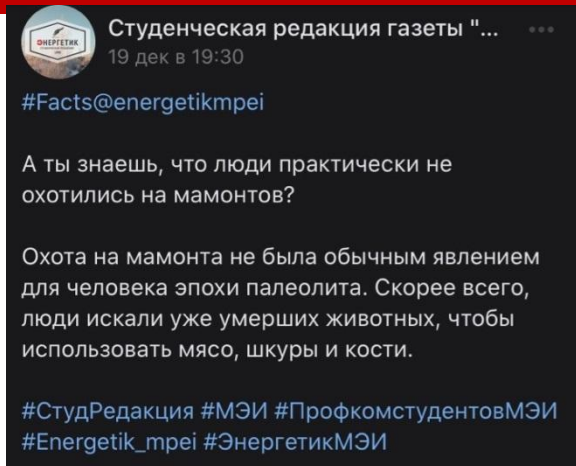 Студенческая редакция газеты "...
ЭНЕРГЕТИК
19 дек в 19:30
#Facts@energetikmpei
А ты знаешь, что люди практически не
охотились на мамонтов?
Охота на мамонта не была обычным явлением
для человека эпохи палеолита. Скорее всего,
люди искали уже умерших животных, чтобы
использовать мясо, шкуры и кости.
#СтудРедакция #МЭИ #ПрофкомстудентовМЭИ
#Energetik_mpei #ЭнергетикМЭИ